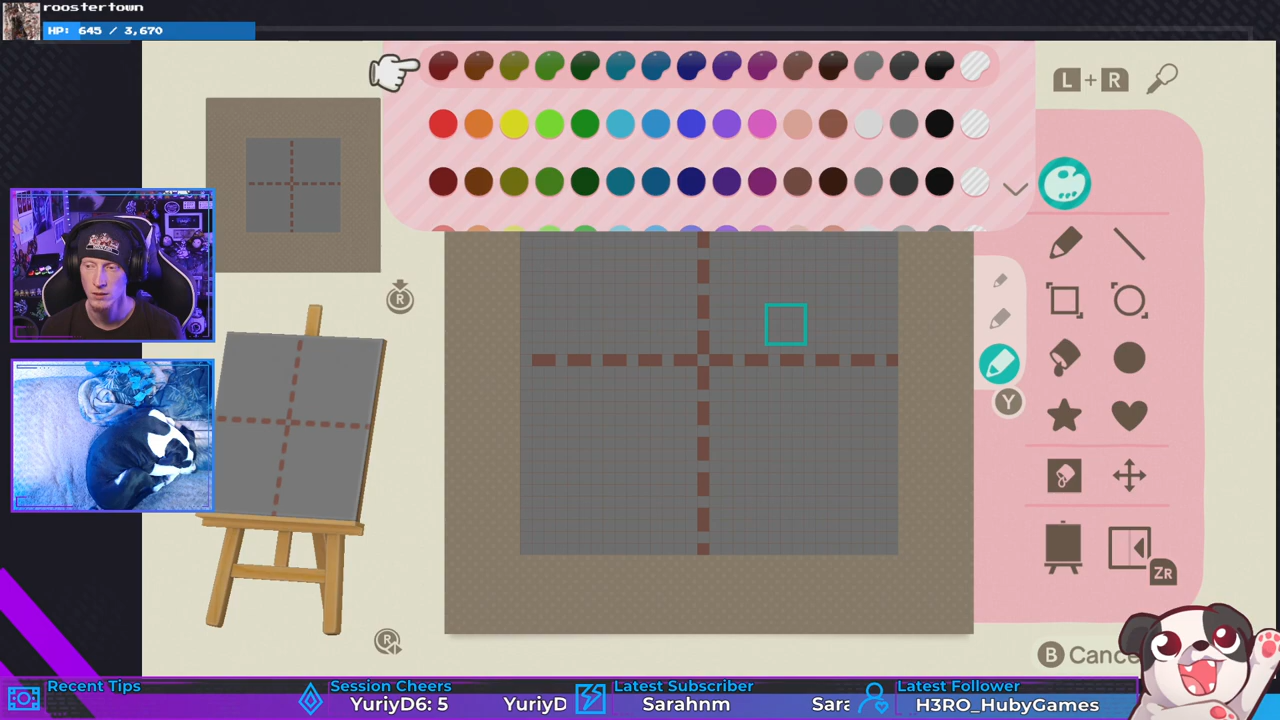 roostertown
HP: 645 / 3,670
L + R
R
Y
R
ZR
B Cance
Recent Tips
Session Cheers
YuriyD6: 5
YuriyD
Latest Subscriber
Sarahnm
Sara
Latest Follower
H3RO_HubyGames